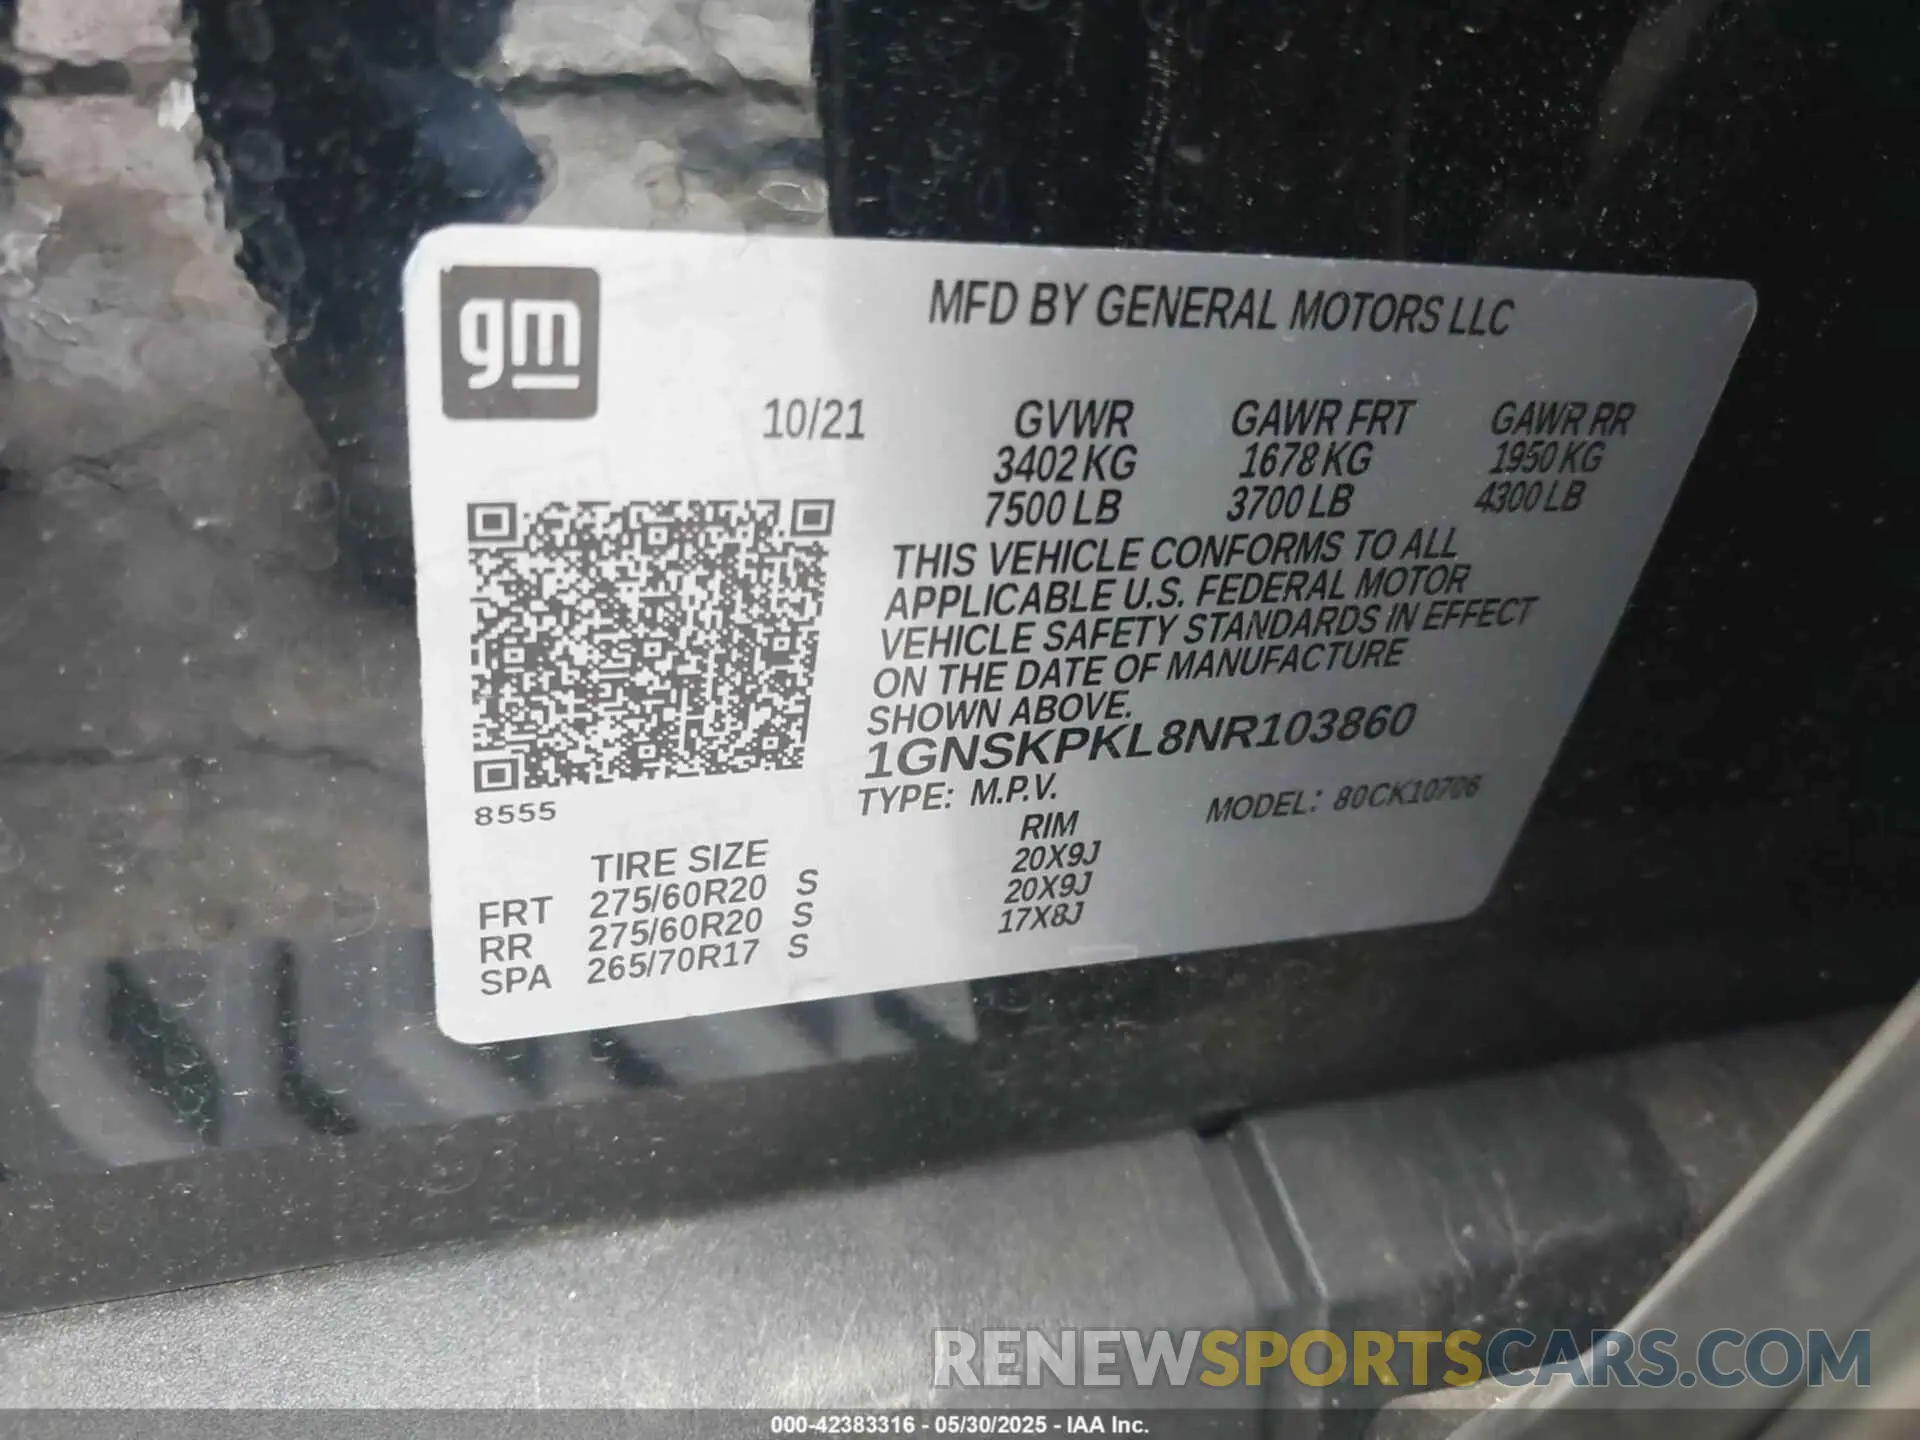 gm
MFD BY GENERAL MOTORS LLC
10/21 GVWR GAWR FRT GAWR RR
3402 KG 1678 KG 1950 KG
7500 LB 3700 LB 4300 LB
THIS VEHICLE CONFORMS TO ALL
APPLICABLE U.S. FEDERAL MOTOR
VEHICLE SAFETY STANDARDS IN EFFECT
ON THE DATE OF MANUFACTURE
SHOWN ABOVE.
1GNSKPKL8NR103860
TYPE: M.P.V. MODEL: 80CK10706
8555
TIRE SIZE RIM
FRT 275/60R20 S 20X9J
RR 275/60R20 S 20X9J
SPA 265/70R17 S 17X8J
RENEWSPORTSCARS.COM
000-42383316 - 05/30/2025 - IAA Inc.